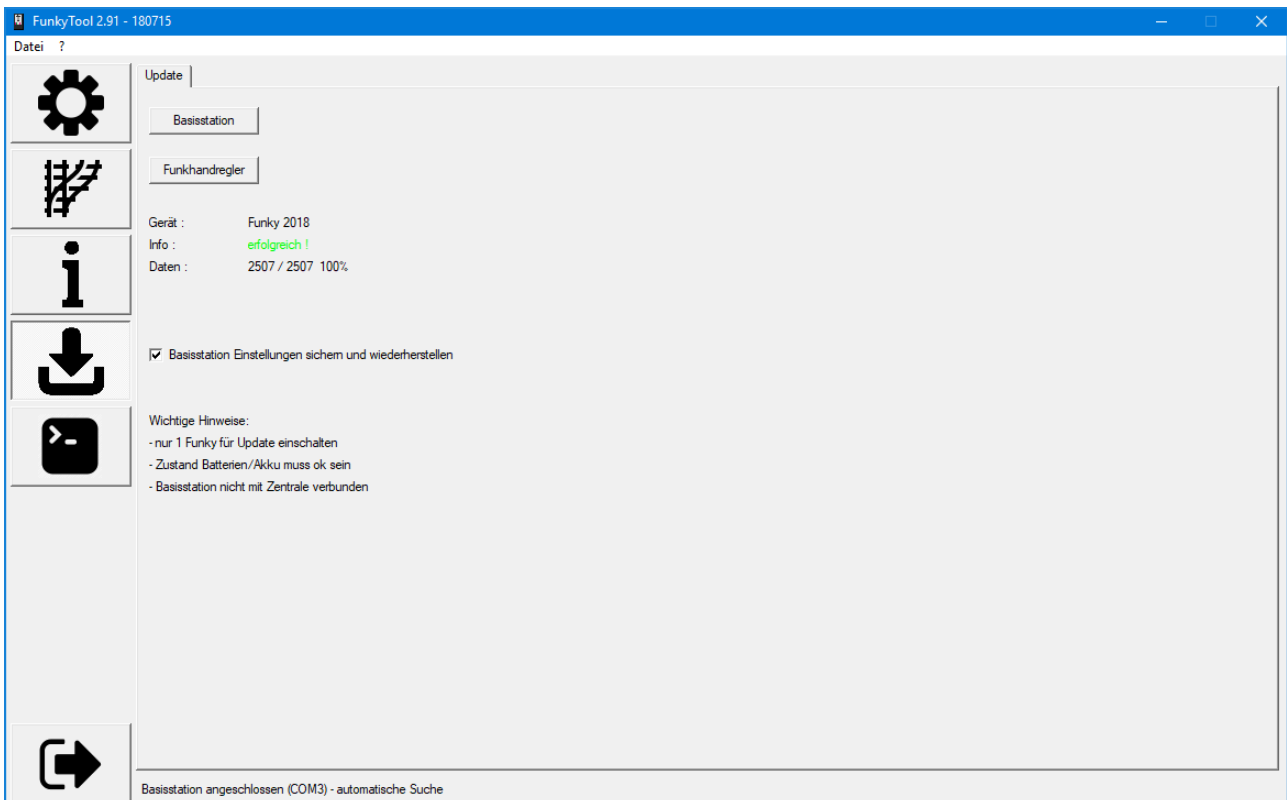 FunkyTool 2.91 - 180715
Datei ?
Update
Basisstation
Funkhandregler
Gerät : Funky 2018
Info : erfolgreich !
Daten : 2507 / 2507 100%
Basisstation Einstellungen sichern und wiederherstellen
Wichtige Hinweise:
- nur 1 Funky für Update einschalten
- Zustand Batterien/Akku muss ok sein
- Basisstation nicht mit Zentrale verbunden
Basisstation angeschlossen (COM3) - automatische Suche